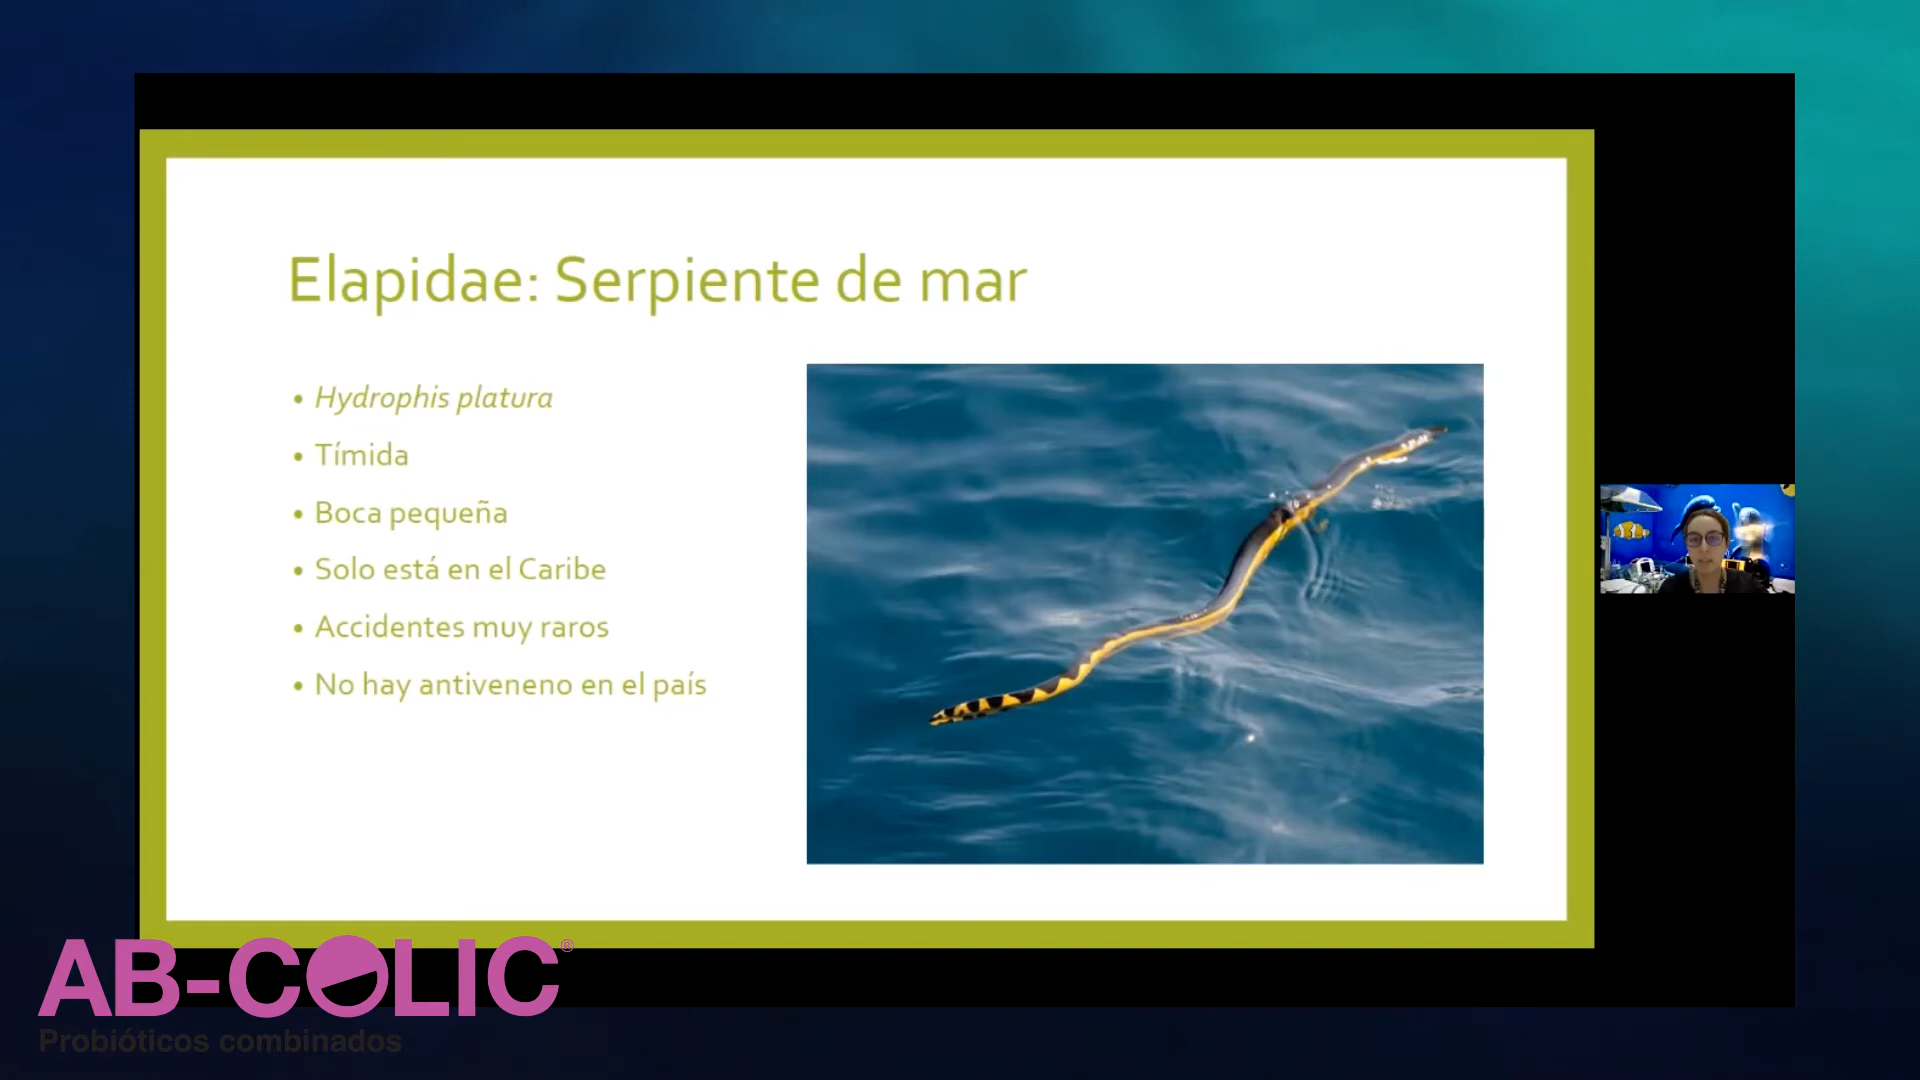 Elapidae: Serpiente de mar
• Hydrophis platura
• Tímida
• Boca pequeña
• Solo está en el Caribe
• Accidentes muy raros
• No hay antiveneno en el país
AB-COLIC®
Probióticos combinados